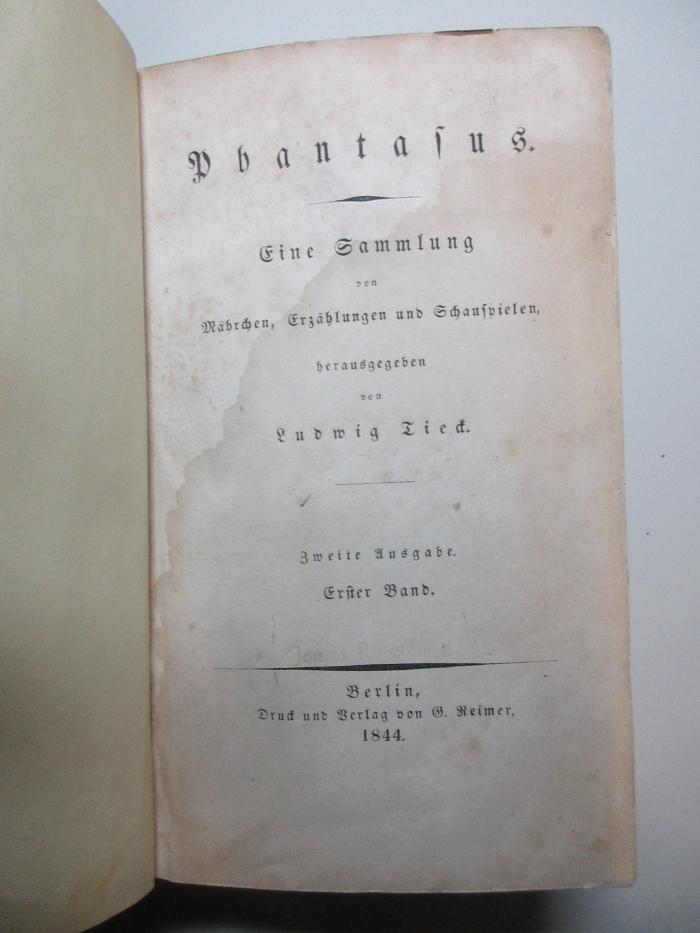 Phantasus.
Eine Sammlung
von
Mährchen, Erzählungen und Schauspielen,
herausgegeben
von
Ludwig Tieck.
Zweite Ausgabe.
Erster Band.
James
Berlin,
Druck und Verlag von G. Reimer,
1844.